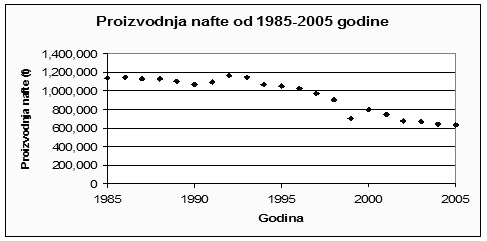 Proizvodnja nafte od 1985-2005 godine
Proizvodnja nafte (t)
1,400,000
1,200,000
1,000,000
800,000
600,000
400,000
200,000
0
1985 1990 1995 2000 2005
Godina